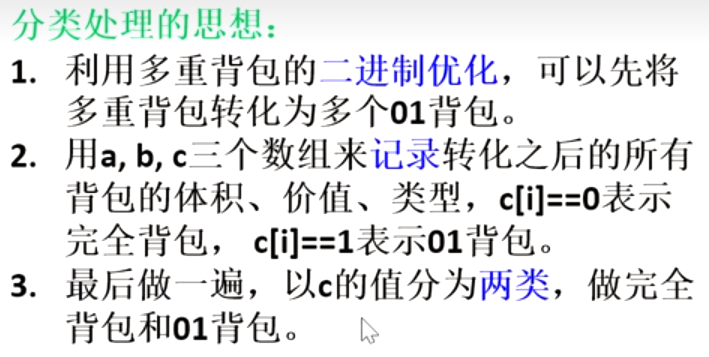 分类处理的思想：
1. 利用多重背包的二进制优化，可以先将
多重背包转化为多个01背包。
2. 用a, b, c三个数组来记录转化之后的所有
背包的体积、价值、类型，c[i]==0表示
完全背包， c[i]==1表示01背包。
3. 最后做一遍，以c的值分为两类，做完全
背包和01背包。